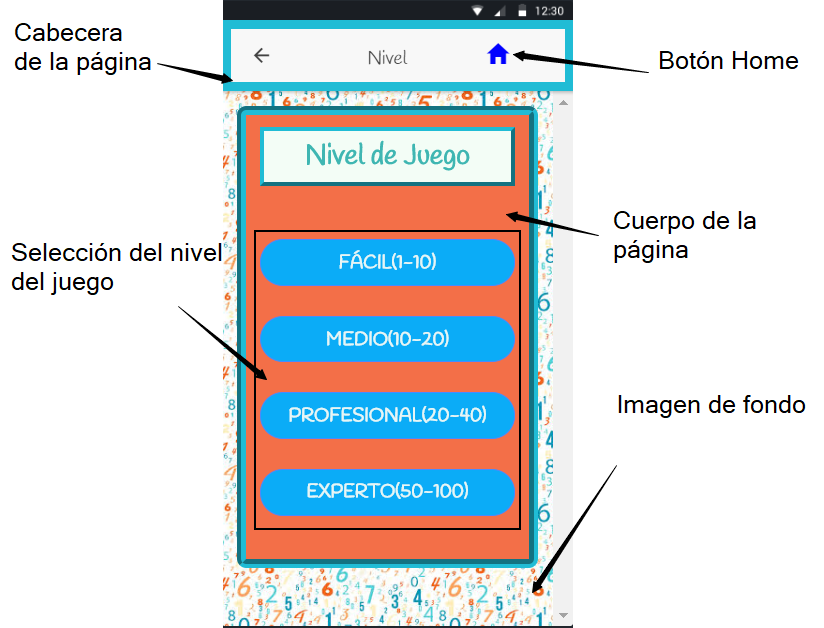 12:30
Cabecera
de la página
Nivel
Botón Home
Nivel de Juego
Cuerpo de la
página
Selección del nivel
del juego
FÁCIL(1-10)
MEDIO(10-20)
PROFESIONAL(20-40)
EXPERTO(50-100)
Imagen de fondo